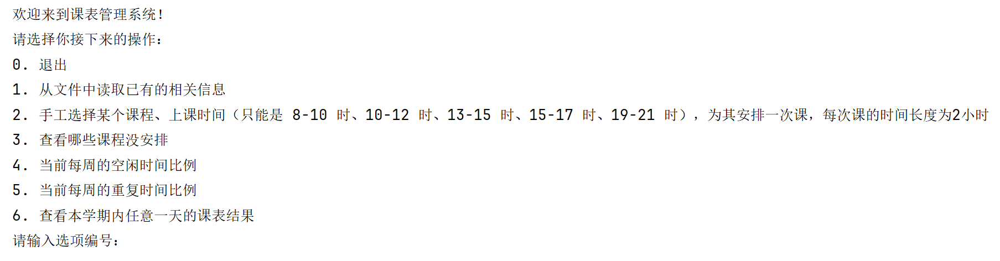 欢迎来到课表管理系统！
请选择你接下来的操作：
0. 退出
1. 从文件中读取已有的相关信息
2. 手工选择某个课程、上课时间（只能是 8-10 时、10-12 时、13-15 时、15-17 时、19-21 时），为其安排一次课，每次课的时间长度为2小时
3. 查看哪些课程没安排
4. 当前每周的空闲时间比例
5. 当前每周的重复时间比例
6. 查看本学期内任意一天的课表结果
请输入选项编号：